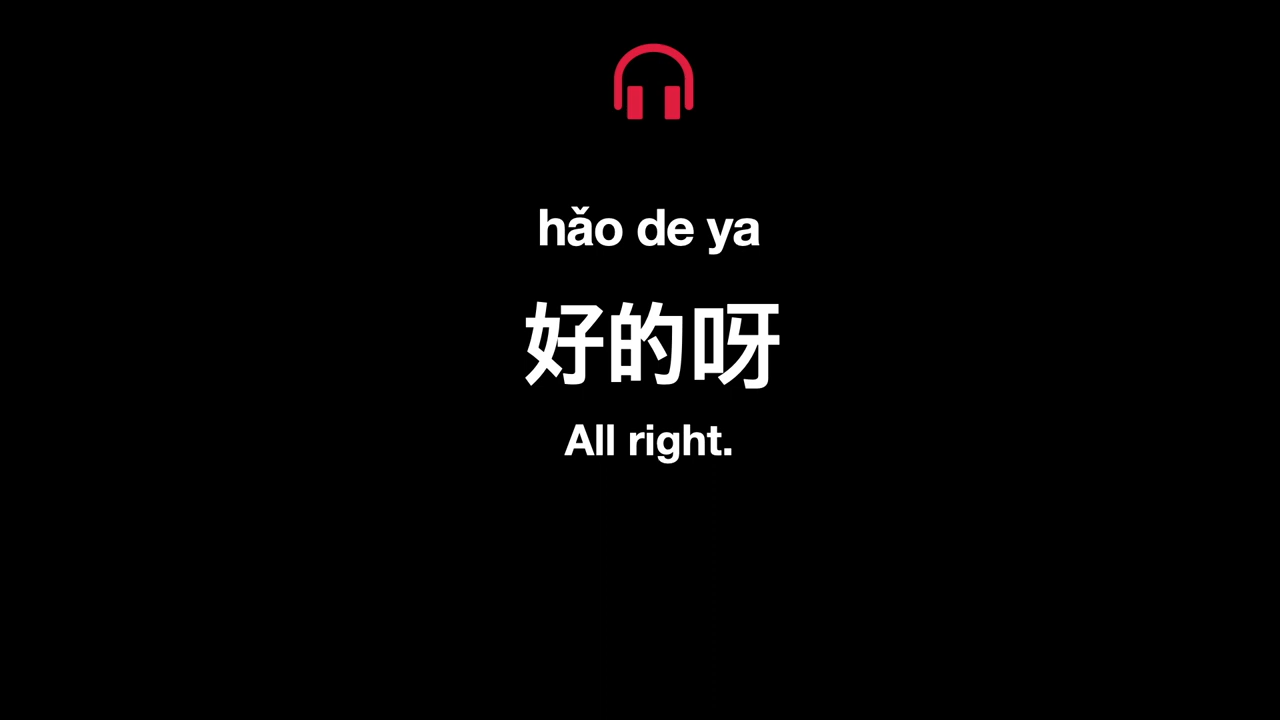 hǎo de ya
好的呀
All right.